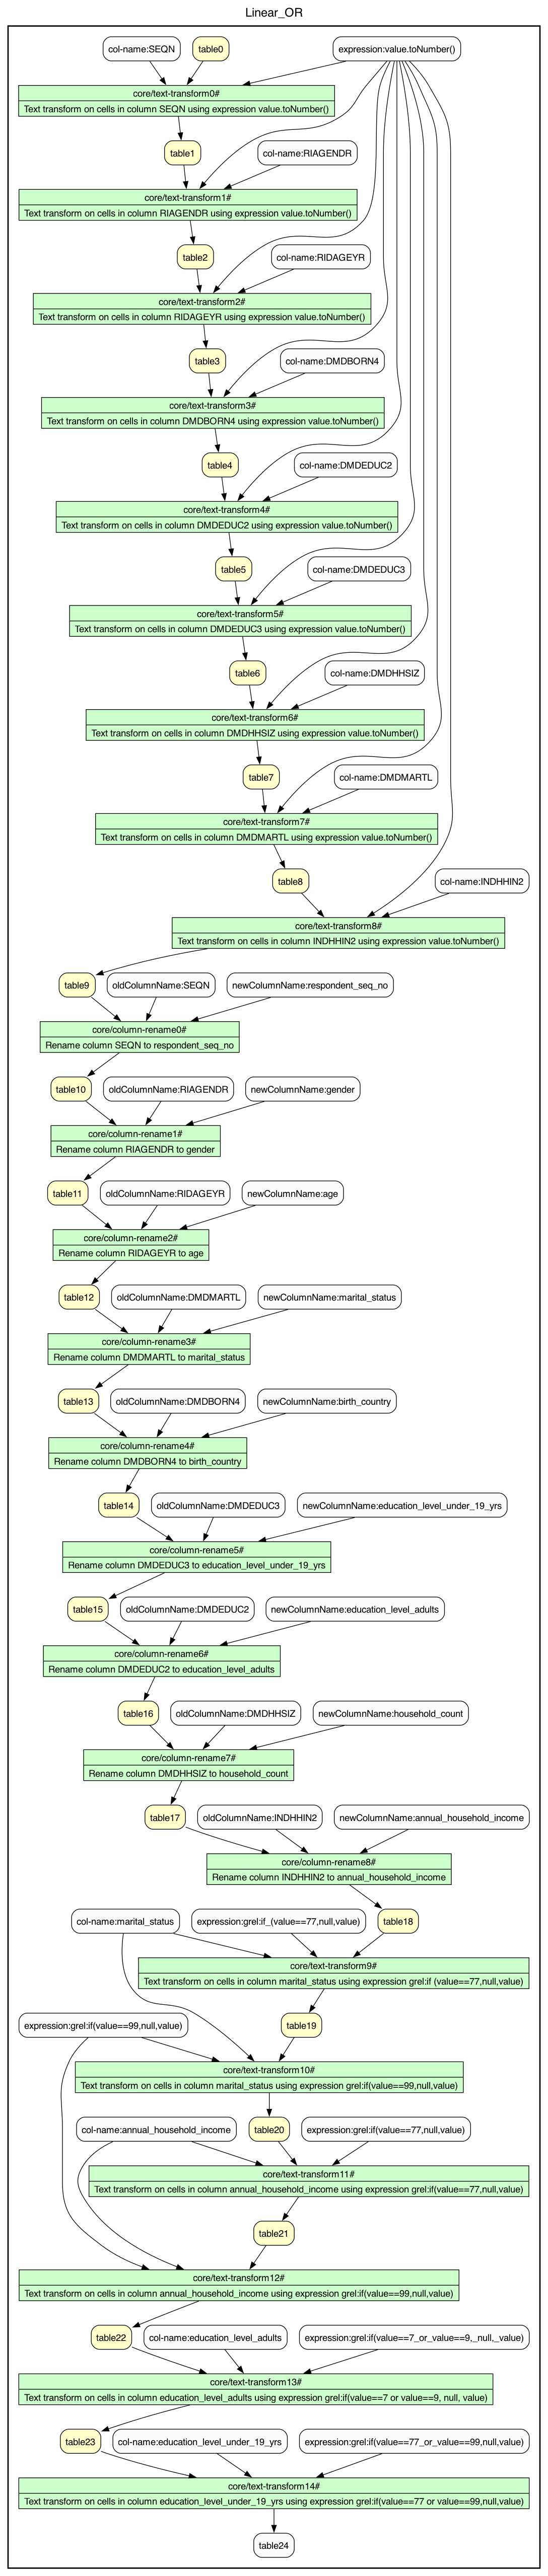 Linear_OR
col-name:SEQN
table0
expression:value.toNumber()
core/text-transform0#
Text transform on cells in column SEQN using expression value.toNumber()
table1
col-name:RIAGENDR
core/text-transform1#
Text transform on cells in column RIAGENDR using expression value.toNumber()
table2
col-name:RIDAGEYR
core/text-transform2#
Text transform on cells in column RIDAGEYR using expression value.toNumber()
table3
col-name:DMDBORN4
core/text-transform3#
Text transform on cells in column DMDBORN4 using expression value.toNumber()
table4
col-name:DMDEDUC2
core/text-transform4#
Text transform on cells in column DMDEDUC2 using expression value.toNumber()
table5
col-name:DMDEDUC3
core/text-transform5#
Text transform on cells in column DMDEDUC3 using expression value.toNumber()
table6
col-name:DMDHHSIZ
core/text-transform6#
Text transform on cells in column DMDHHSIZ using expression value.toNumber()
table7
col-name:DMDMARTL
core/text-transform7#
Text transform on cells in column DMDMARTL using expression value.toNumber()
table8
col-name:INDHHIN2
core/text-transform8#
Text transform on cells in column INDHHIN2 using expression value.toNumber()
table9
oldColumnName:SEQN
newColumnName:respondent_seq_no
core/column-rename0#
Rename column SEQN to respondent_seq_no
table10
oldColumnName:RIAGENDR
newColumnName:gender
core/column-rename1#
Rename column RIAGENDR to gender
table11
oldColumnName:RIDAGEYR
newColumnName:age
core/column-rename2#
Rename column RIDAGEYR to age
table12
oldColumnName:DMDMARTL
newColumnName:marital_status
core/column-rename3#
Rename column DMDMARTL to marital_status
table13
oldColumnName:DMDBORN4
newColumnName:birth_country
core/column-rename4#
Rename column DMDBORN4 to birth_country
table14
oldColumnName:DMDEDUC3
newColumnName:education_level_under_19_yrs
core/column-rename5#
Rename column DMDEDUC3 to education_level_under_19_yrs
table15
oldColumnName:DMDEDUC2
newColumnName:education_level_adults
core/column-rename6#
Rename column DMDEDUC2 to education_level_adults
table16
oldColumnName:DMDHHSIZ
newColumnName:household_count
core/column-rename7#
Rename column DMDHHSIZ to household_count
table17
oldColumnName:INDHHIN2
newColumnName:annual_household_income
core/column-rename8#
Rename column INDHHIN2 to annual_household_income
col-name:marital_status
expression:grel:if_(value==77,null,value)
table18
core/text-transform9#
Text transform on cells in column marital_status using expression grel:if (value==77,null,value)
expression:grel:if(value==99,null,value)
table19
core/text-transform10#
Text transform on cells in column marital_status using expression grel:if(value==99,null,value)
col-name:annual_household_income
table20
expression:grel:if(value==77,null,value)
core/text-transform11#
Text transform on cells in column annual_household_income using expression grel:if(value==77,null,value)
table21
core/text-transform12#
Text transform on cells in column annual_household_income using expression grel:if(value==99,null,value)
table22
col-name:education_level_adults
expression:grel:if(value==7_or_value==9,_null,_value)
core/text-transform13#
Text transform on cells in column education_level_adults using expression grel:if(value==7 or value==9, null, value)
table23
col-name:education_level_under_19_yrs
expression:grel:if(value==77_or_value==99,null,value)
core/text-transform14#
Text transform on cells in column education_level_under_19_yrs using expression grel:if(value==77 or value==99,null,value)
table24